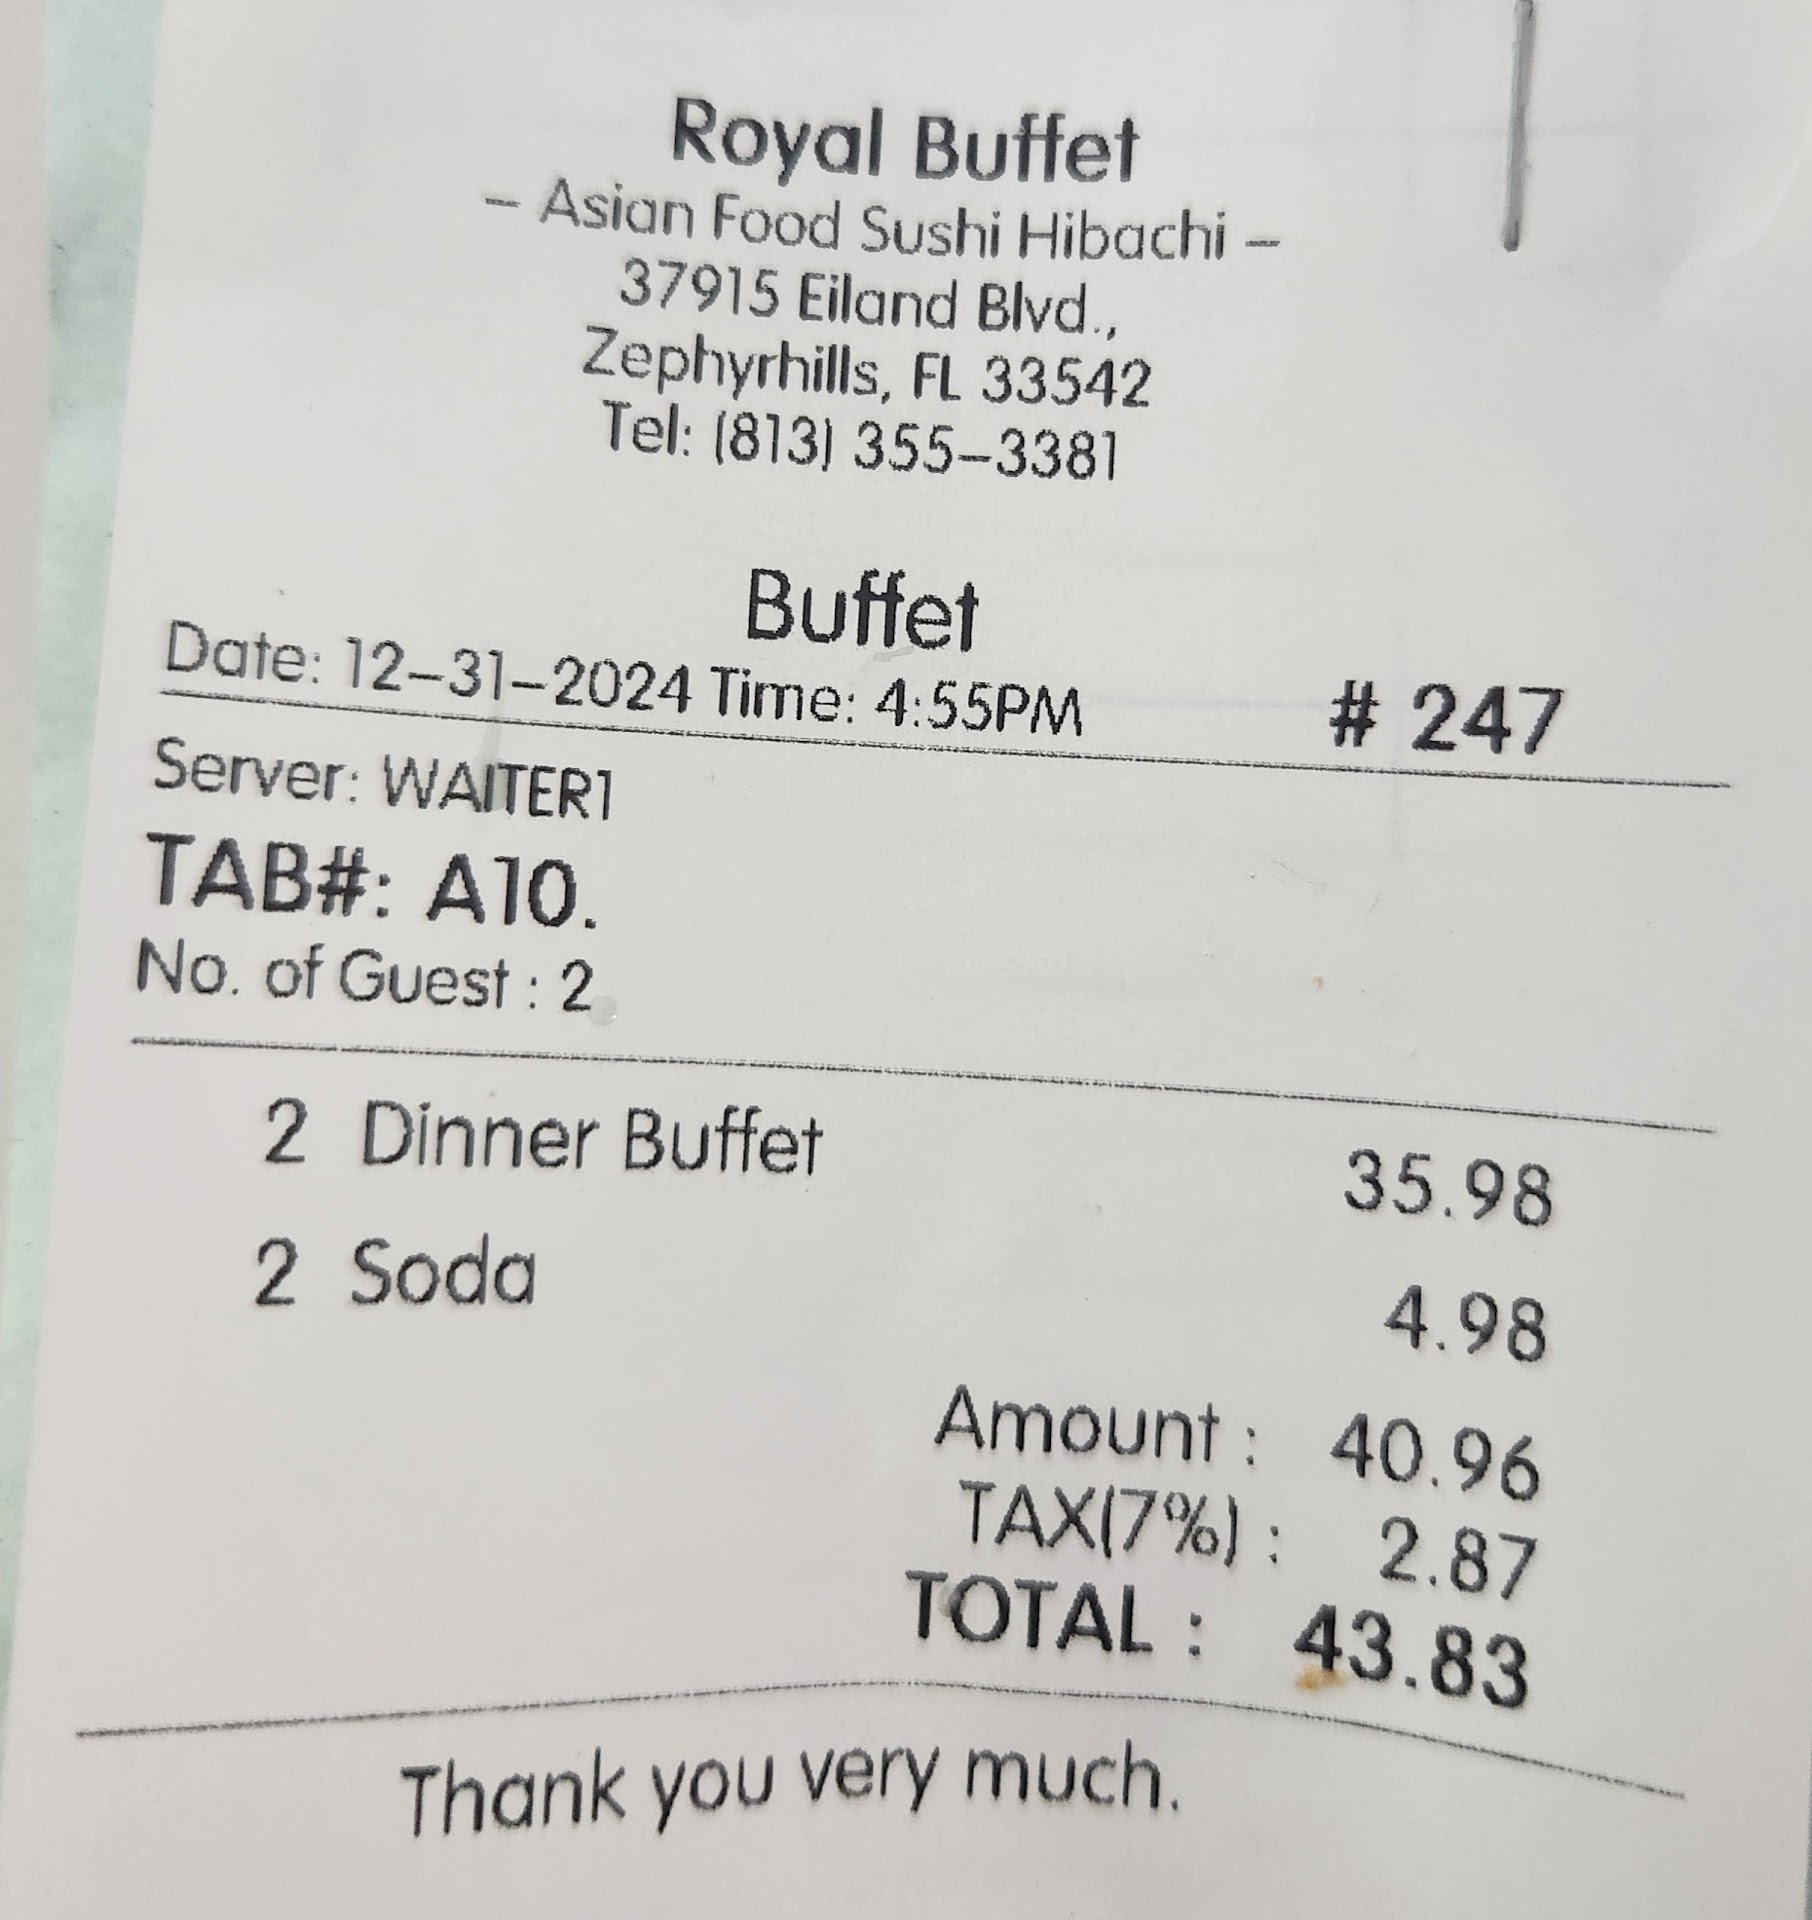 Royal Buffet
– Asian Food Sushi Hibachi –
37915 Eiland Blvd.,
Zephyrhills, FL 33542
Tel: (813) 355–3381
Buffet
Date: 12–31–2024 Time: 4:55PM # 247
Server: WAITER1
TAB#: A10.
No. of Guest : 2
2 Dinner Buffet 35.98
2 Soda 4.98
Amount : 40.96
TAX(7%) : 2.87
TOTAL : 43.83
Thank you very much.